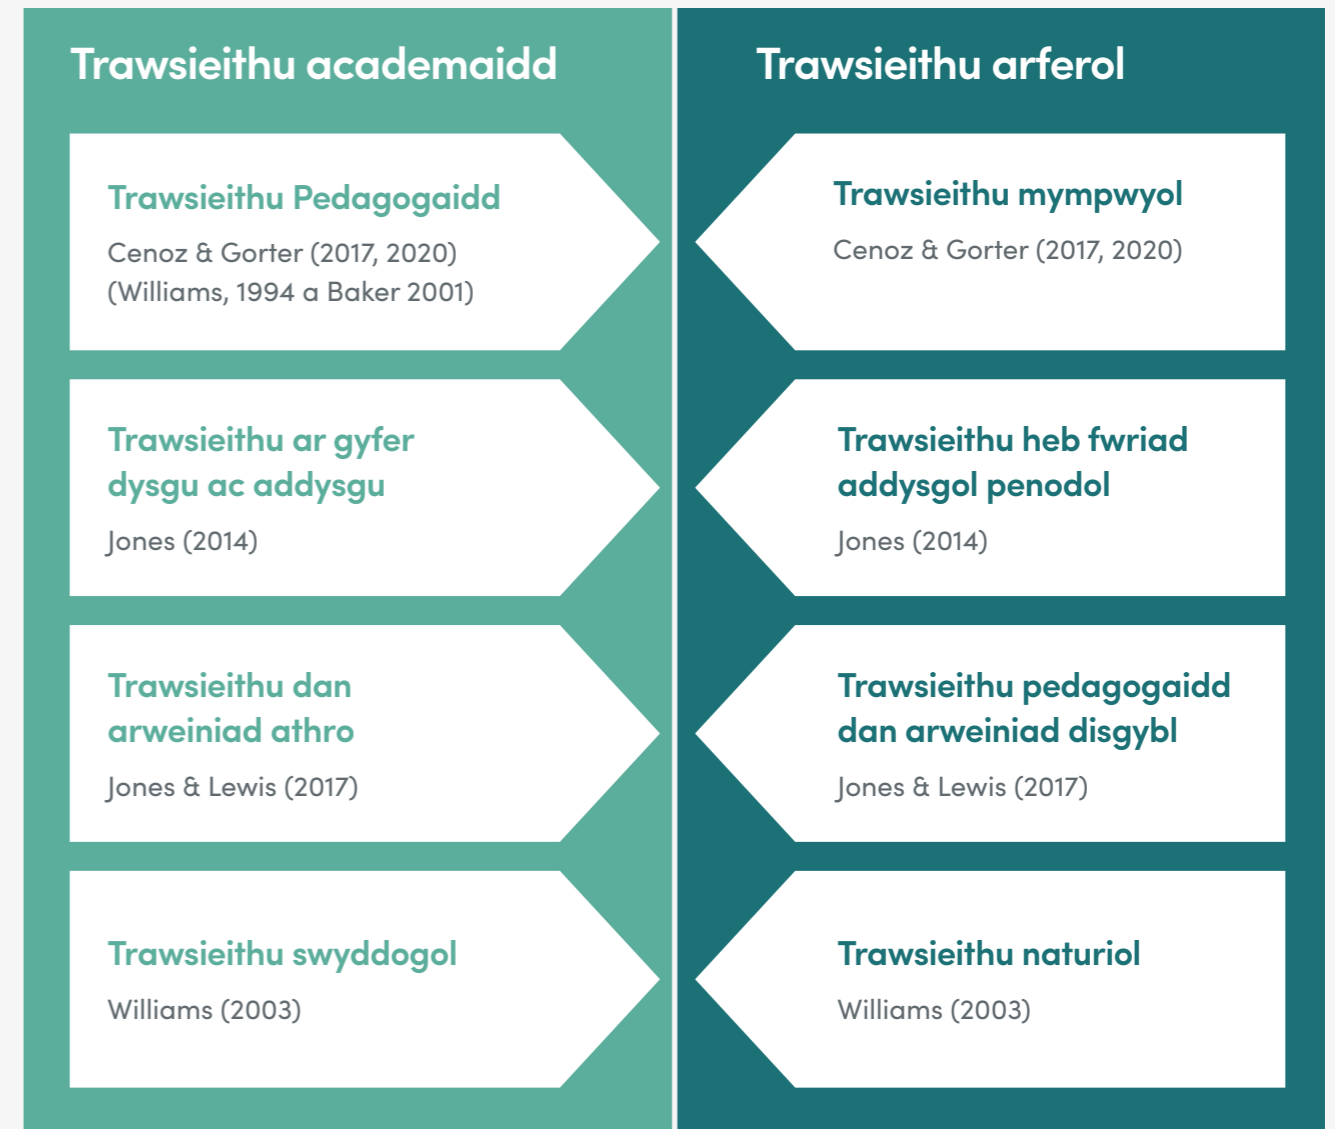 Trawsieithu academaidd
Trawsieithu Pedagogaidd
Cenoz & Gorter (2017, 2020)
(Williams, 1994 a Baker 2001)
Trawsieithu ar gyfer
dysgu ac addysgu
Jones (2014)
Trawsieithu dan
arweiniad athro
Jones & Lewis (2017)
Trawsieithu swyddogol
Williams (2003)
Trawsieithu arferol
Trawsieithu mympwyol
Cenoz & Gorter (2017, 2020)
Trawsieithu heb fwriad
addysgol penodol
Jones (2014)
Trawsieithu pedagogaidd
dan arweiniad disgybl
Jones & Lewis (2017)
Trawsieithu naturiol
Williams (2003)